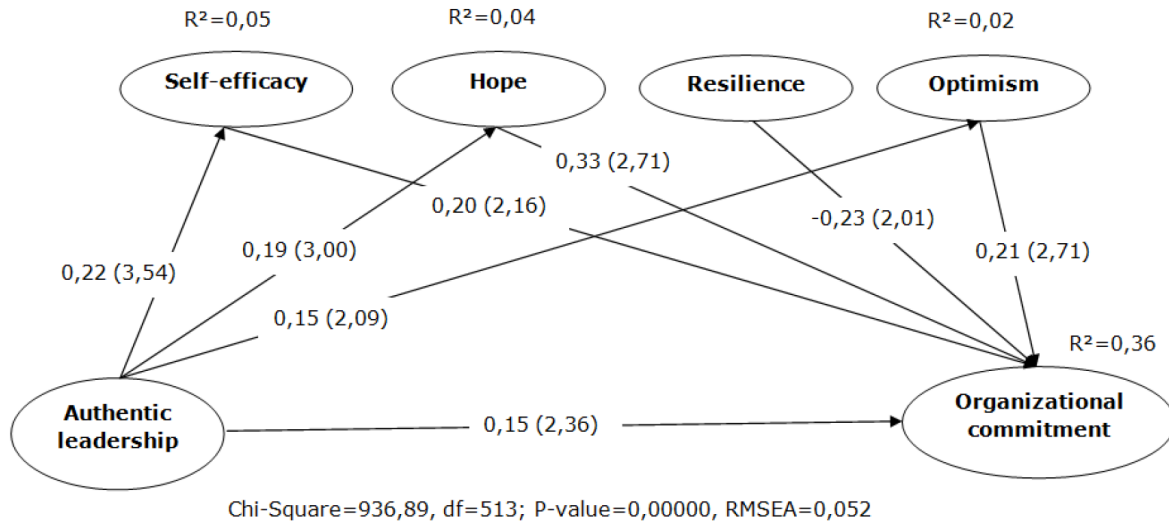 R²=0,05
R²=0,04
R²=0,02
Self-efficacy
Hope
Resilience
Optimism
0,33 (2,71)
0,20 (2,16)
-0,23 (2,01)
0,19 (3,00)
0,21 (2,71)
0,22 (3,54)
0,15 (2,09)
R²=0,36
Authentic
leadership
Organizational
commitment
0,15 (2,36)
Chi-Square=936,89, df=513; P-value=0,00000, RMSEA=0,052